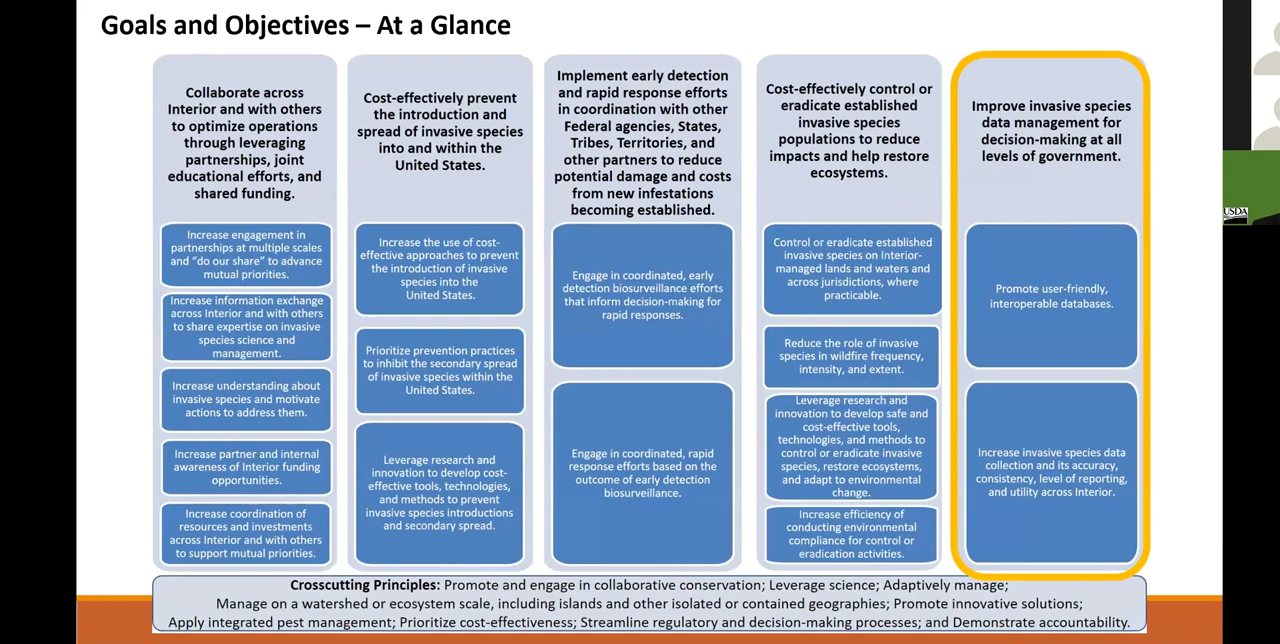 Goals and Objectives – At a Glance
Collaborate across
Interior and with others
to optimize operations
through leveraging
partnerships, joint
educational efforts, and
shared funding.
Increase engagement in
partnerships at multiple scales
and “do our share” to advance
mutual priorities.
Increase information exchange
across Interior and with others
to share expertise on invasive
species science and
management.
Increase understanding about
invasive species and motivate
actions to address them.
Increase partner and internal
awareness of Interior funding
opportunities.
Increase coordination of
resources and investments
across Interior and with others
to support mutual priorities.
Cost-effectively prevent
the introduction and
spread of invasive species
into and within the
United States.
Increase the use of cost-
effective approaches to prevent
the introduction of invasive
species into the
United States.
Prioritize prevention practices
to inhibit the secondary spread
of invasive species within the
United States.
Leverage research and
innovation to develop cost-
effective tools, technologies,
and methods to prevent
invasive species introductions
and secondary spread.
Implement early detection
and rapid response efforts
in coordination with other
Federal agencies, States,
Tribes, Territories, and
other partners to reduce
potential damage and costs
from new infestations
becoming established.
Engage in coordinated, early
detection biosurveillance efforts
that inform decision-making for
rapid responses.
Engage in coordinated, rapid
response efforts based on the
outcome of early detection
biosurveillance.
Cost-effectively control or
eradicate established
invasive species
populations to reduce
impacts and help restore
ecosystems.
Control or eradicate established
invasive species on Interior-
managed lands and waters and
across jurisdictions, where
practicable.
Reduce the role of invasive
species in wildfire frequency,
intensity, and extent.
Leverage research and
innovation to develop safe and
cost-effective tools,
technologies, and methods to
control or eradicate invasive
species, restore ecosystems,
and adapt to environmental
change.
Increase efficiency of
conducting environmental
compliance for control or
eradication activities.
Improve invasive species
data management for
decision-making at all
levels of government.
Promote user-friendly,
interoperable databases.
Increase invasive species data
collection and its accuracy,
consistency, level of reporting,
and utility across Interior.
Crosscutting Principles: Promote and engage in collaborative conservation; Leverage science; Adaptively manage;
Manage on a watershed or ecosystem scale, including islands and other isolated or contained geographies; Promote innovative solutions;
Apply integrated pest management; Prioritize cost-effectiveness; Streamline regulatory and decision-making processes; and Demonstrate accountability.
USDA